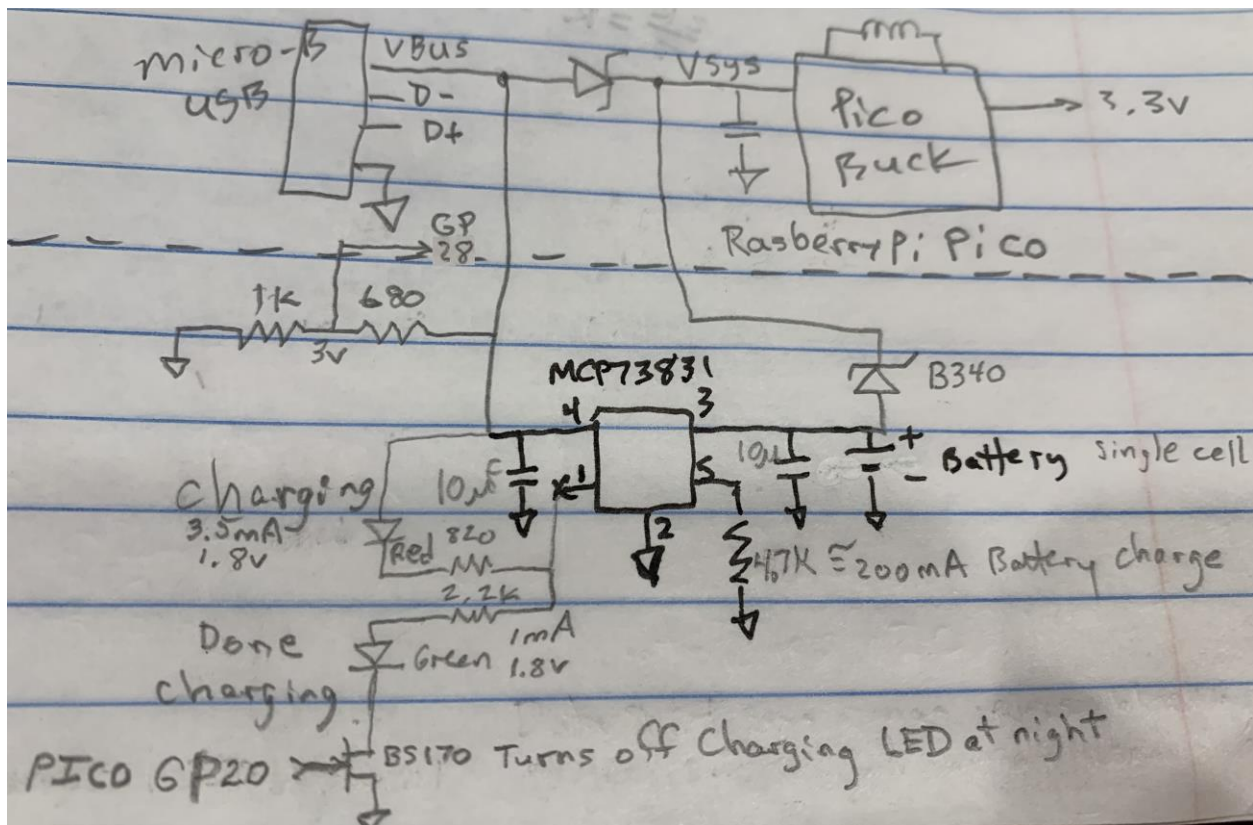 micro-B
USB
VBus
D-
D+
VSys
Pico
Buck
3.3v
Rasberry Pi Pico
GP
28
1K
680
3v
MCP73831
4
3
B340
10µF
1
2
5
10µ
+
-
Battery single cell
4.7K ≅ 200mA Battery charge
Charging
3.5mA
1.8v
Red
820
2.2K
1mA
Green 1.8v
Done
charging
PICO GP20
BS170 Turns off Charging LED at night